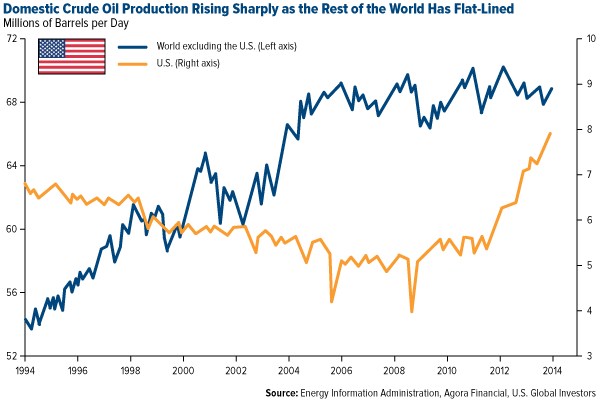 Domestic Crude Oil Production Rising Sharply as the Rest of the World Has Flat-Lined
Millions of Barrels per Day
72
68
64
60
56
52
World excluding the U.S. (Left axis)
U.S. (Right axis)
10
9
8
7
6
5
4
3
1994 1996 1998 2000 2002 2004 2006 2008 2010 2012 2014
Source: Energy Information Administration, Agora Financial, U.S. Global Investors